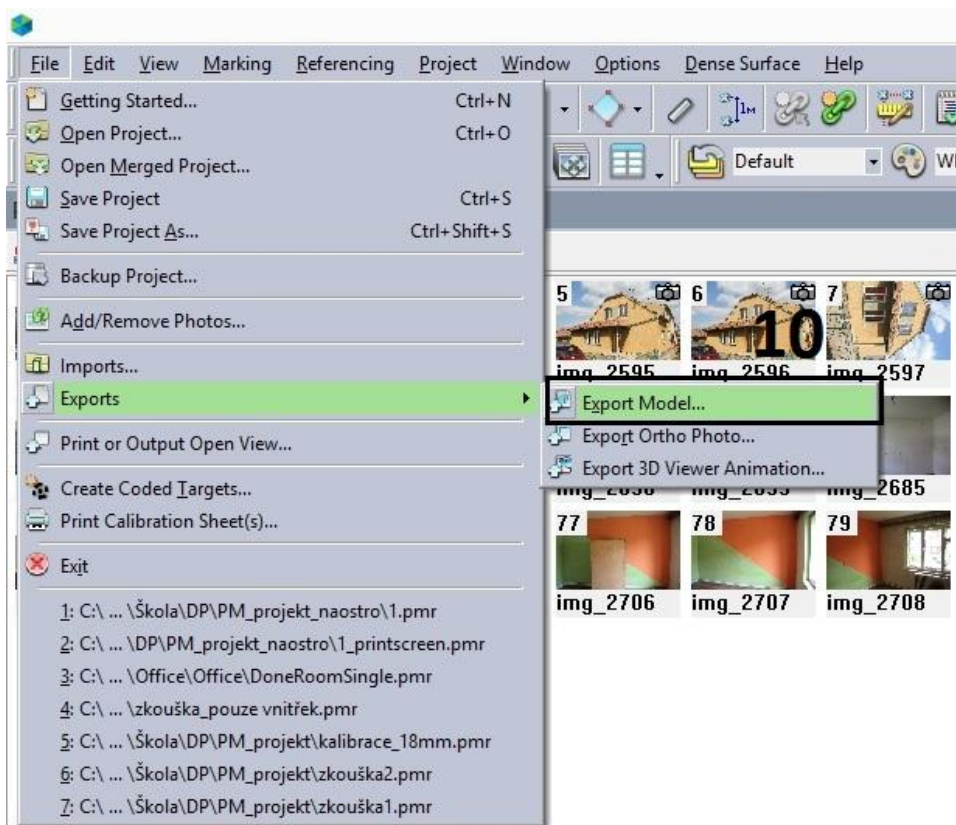 File Edit View Marking Referencing Project Window Options Dense Surface Help
Getting Started... Ctrl+N
Open Project... Ctrl+O
Open Merged Project...
Save Project Ctrl+S
Save Project As... Ctrl+Shift+S
Backup Project...
Add/Remove Photos...
Imports...
Exports
Print or Output Open View...
Create Coded Targets...
Print Calibration Sheet(s)...
Exit
1: C:\ ... \Škola\DP\PM_projekt_naostro\1.pmr
2: C:\ ... \DP\PM_projekt_naostro\1_printscreen.pmr
3: C:\ ... \Office\Office\DoneRoomSingle.pmr
4: C:\ ... \zkouška_pouze vnitřek.pmr
5: C:\ ... \Škola\DP\PM_projekt\kalibrace_18mm.pmr
6: C:\ ... \Škola\DP\PM_projekt\zkouška2.pmr
7: C:\ ... \Škola\DP\PM_projekt\zkouška1.pmr
1M
Default
5 6 7
10
img_2595 img_2596 img_2597
Export Model...
Export Ortho Photo...
Export 3D Viewer Animation...
2685
77 78 79
img_2706 img_2707 img_2708